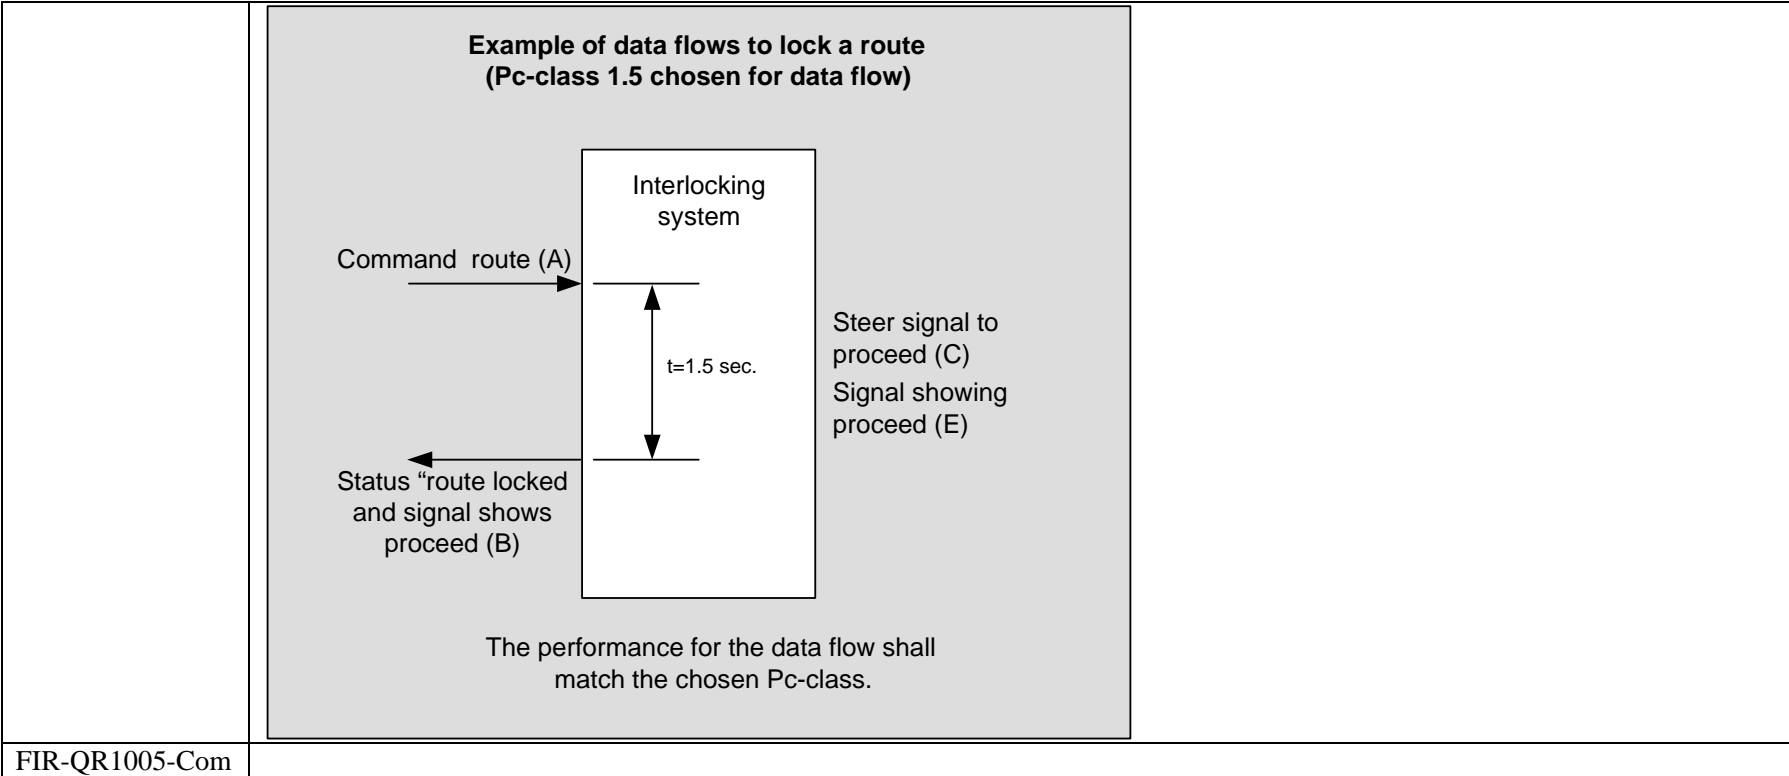 Example of data flows to lock a route
(Pc-class 1.5 chosen for data flow)
Interlocking
system
Command  route (A)
t=1.5 sec.
Steer signal to
proceed (C)
Signal showing
proceed (E)
Status “route locked
and signal shows
proceed (B)
The performance for the data flow shall
match the chosen Pc-class.
FIR-QR1005-Com